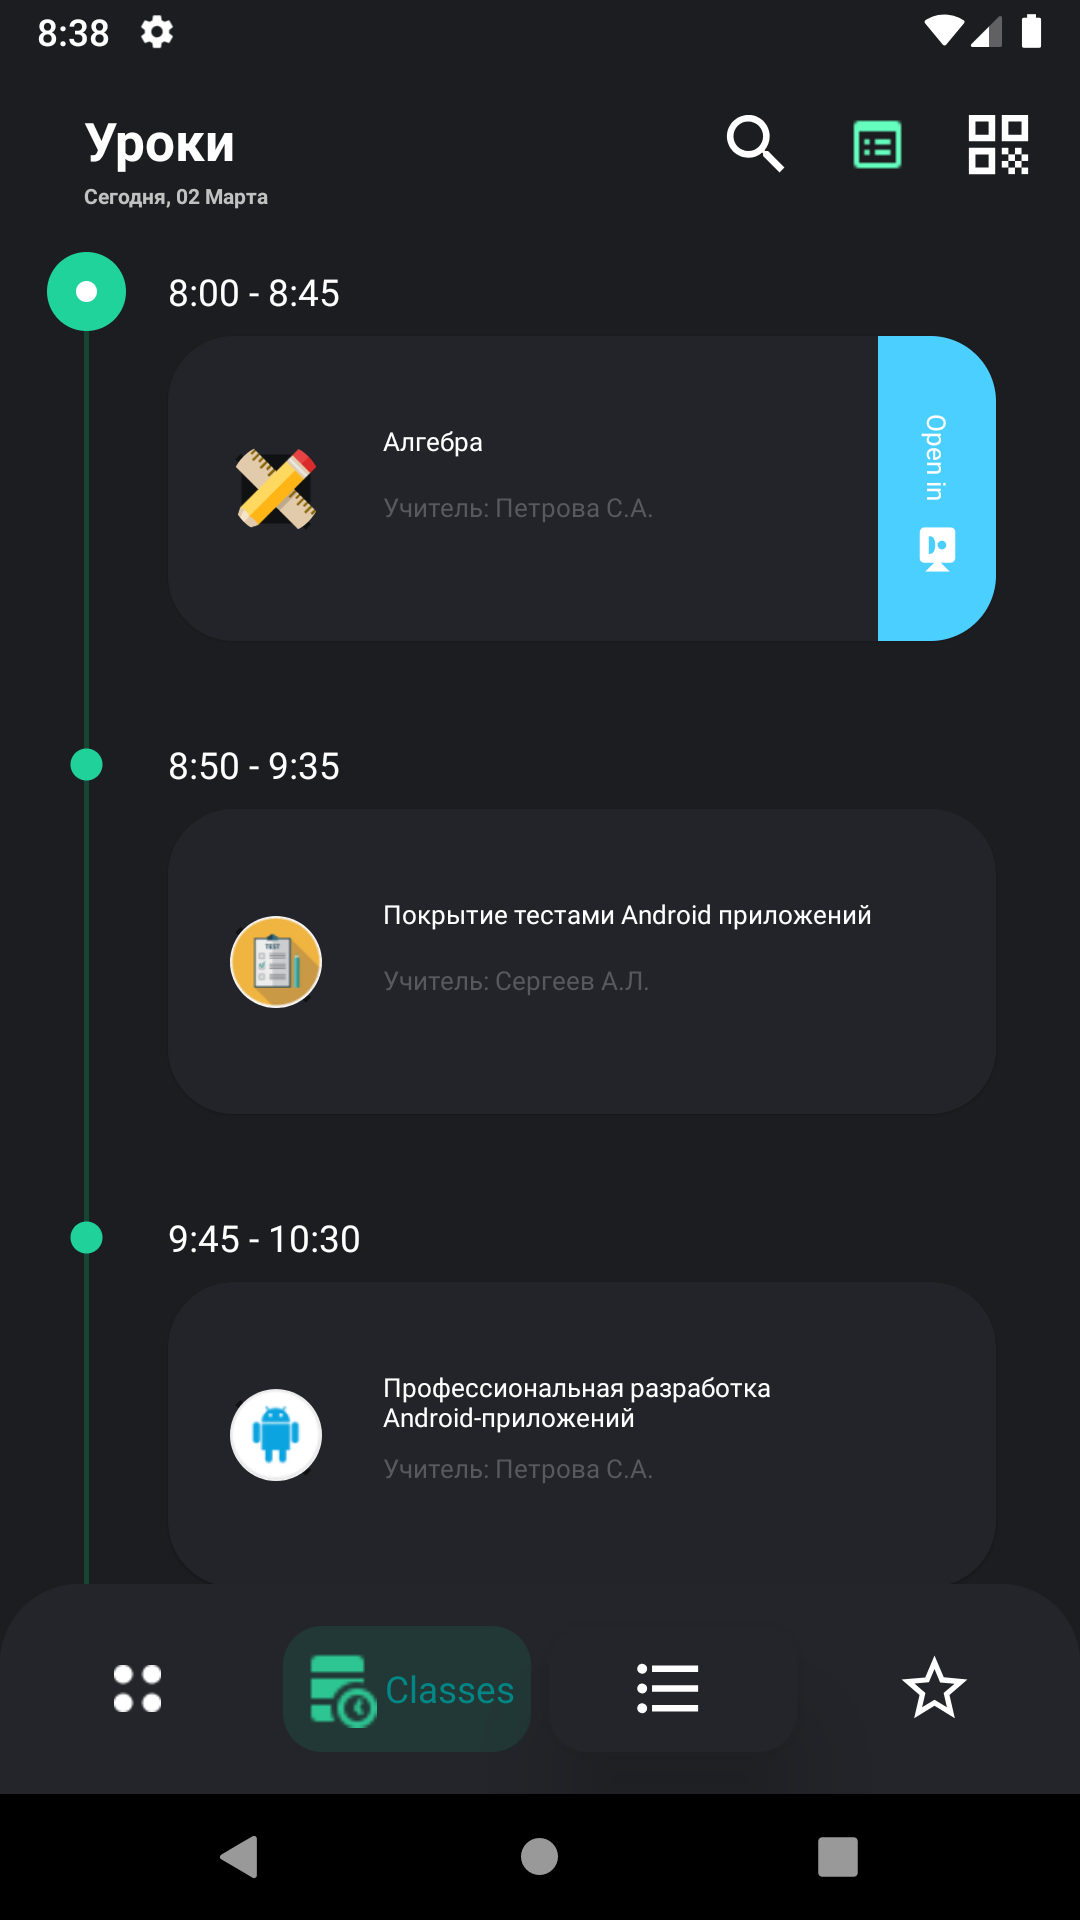 8:38
Уроки
Сегодня, 02 Марта
8:00 - 8:45
Алгебра
Учитель: Петрова С.А.
Open in
8:50 - 9:35
TEST
Покрытие тестами Android приложений
Учитель: Сергеев А.Л.
9:45 - 10:30
Профессиональная разработка
Android-приложений
Учитель: Петрова С.А.
Classes